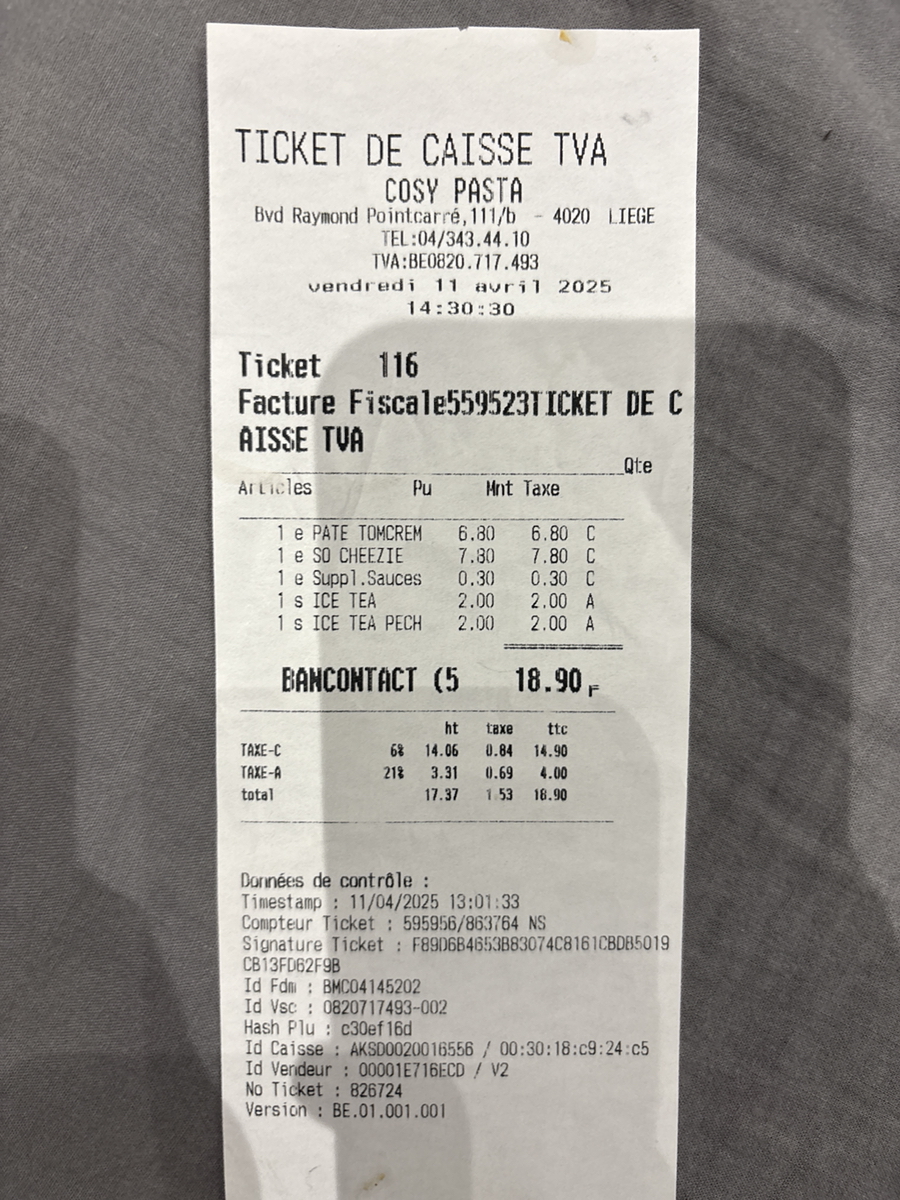 TICKET DE CAISSE TVA
COSY PASTA
Bvd Raymond Pointcarré,111/b - 4020 LIEGE
TEL:04/343.44.10
TVA:BE0820.717.493
vendredi 11 avril 2025
14:30:30
Ticket 116
Facture Fiscale559523TICKET DE C
AISSE TVA
Qte
Articles Pu Mnt Taxe
1 e PATE TOMCREM 6.80 6.80 C
1 e SO CHEEZIE 7.80 7.80 C
1 e Suppl.Sauces 0.30 0.30 C
1 s ICE TEA 2.00 2.00 A
1 s ICE TEA PECH 2.00 2.00 A
BANCONTACT (5 18.90 F
ht taxe ttc
TAXE-C 6% 14.06 0.84 14.90
TAXE-A 21% 3.31 0.69 4.00
total 17.37 1.53 18.90
Données de contrôle :
Timestamp : 11/04/2025 13:01:33
Compteur Ticket : 595956/863764 NS
Signature Ticket : F89D6B4653B83074C8161CBDB5019
CB13FD62F9B
Id Fdm : BMC04145202
Id Vsc : 0820717493-002
Hash Plu : c30ef16d
Id Caisse : AKSD0020016556 / 00:30:18:c9:24:c5
Id Vendeur : 00001E716ECD / V2
No Ticket : 826724
Version : BE.01.001.001